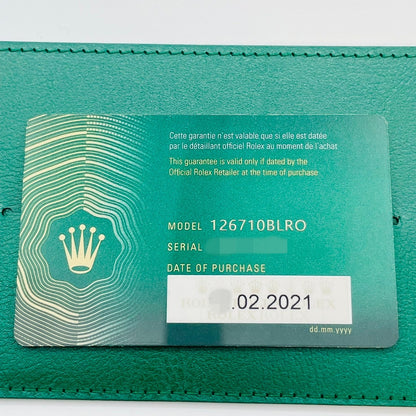 Cette garantie n'est valable que si elle est datée
par le détaillant officiel Rolex au moment de l'achat
This guarantee is valid only if dated by the
Official Rolex Retailer at the time of purchase
MODEL 126710BLRO
SERIAL
DATE OF PURCHASE
.02.2021
dd.mm.yyyy